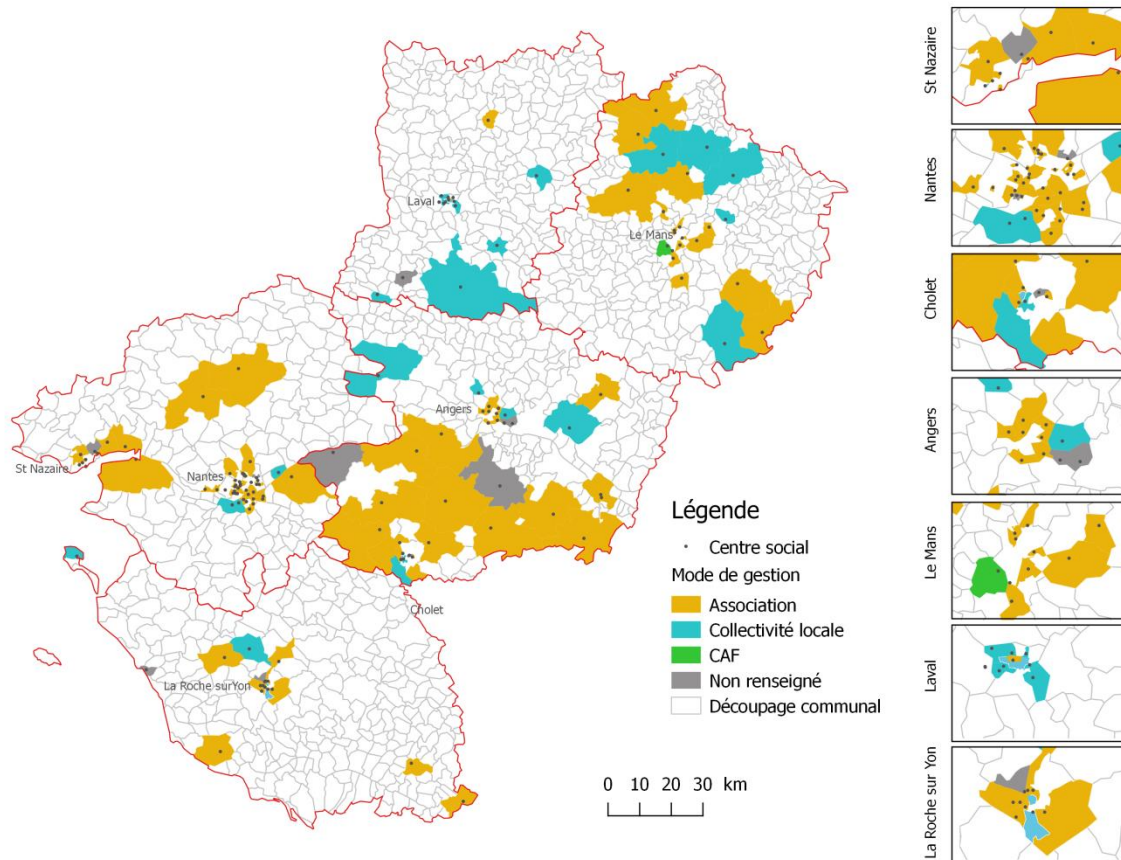 Laval
Le Mans
Angers
St Nazaire
Nantes
Cholet
La Roche surYon
Légende
Centre social
Mode de gestion
Association
Collectivité locale
CAF
Non renseigné
Découpage communal
0 10 20 30 km
St Nazaire
Nantes
Cholet
Angers
Le Mans
Laval
La Roche sur Yon